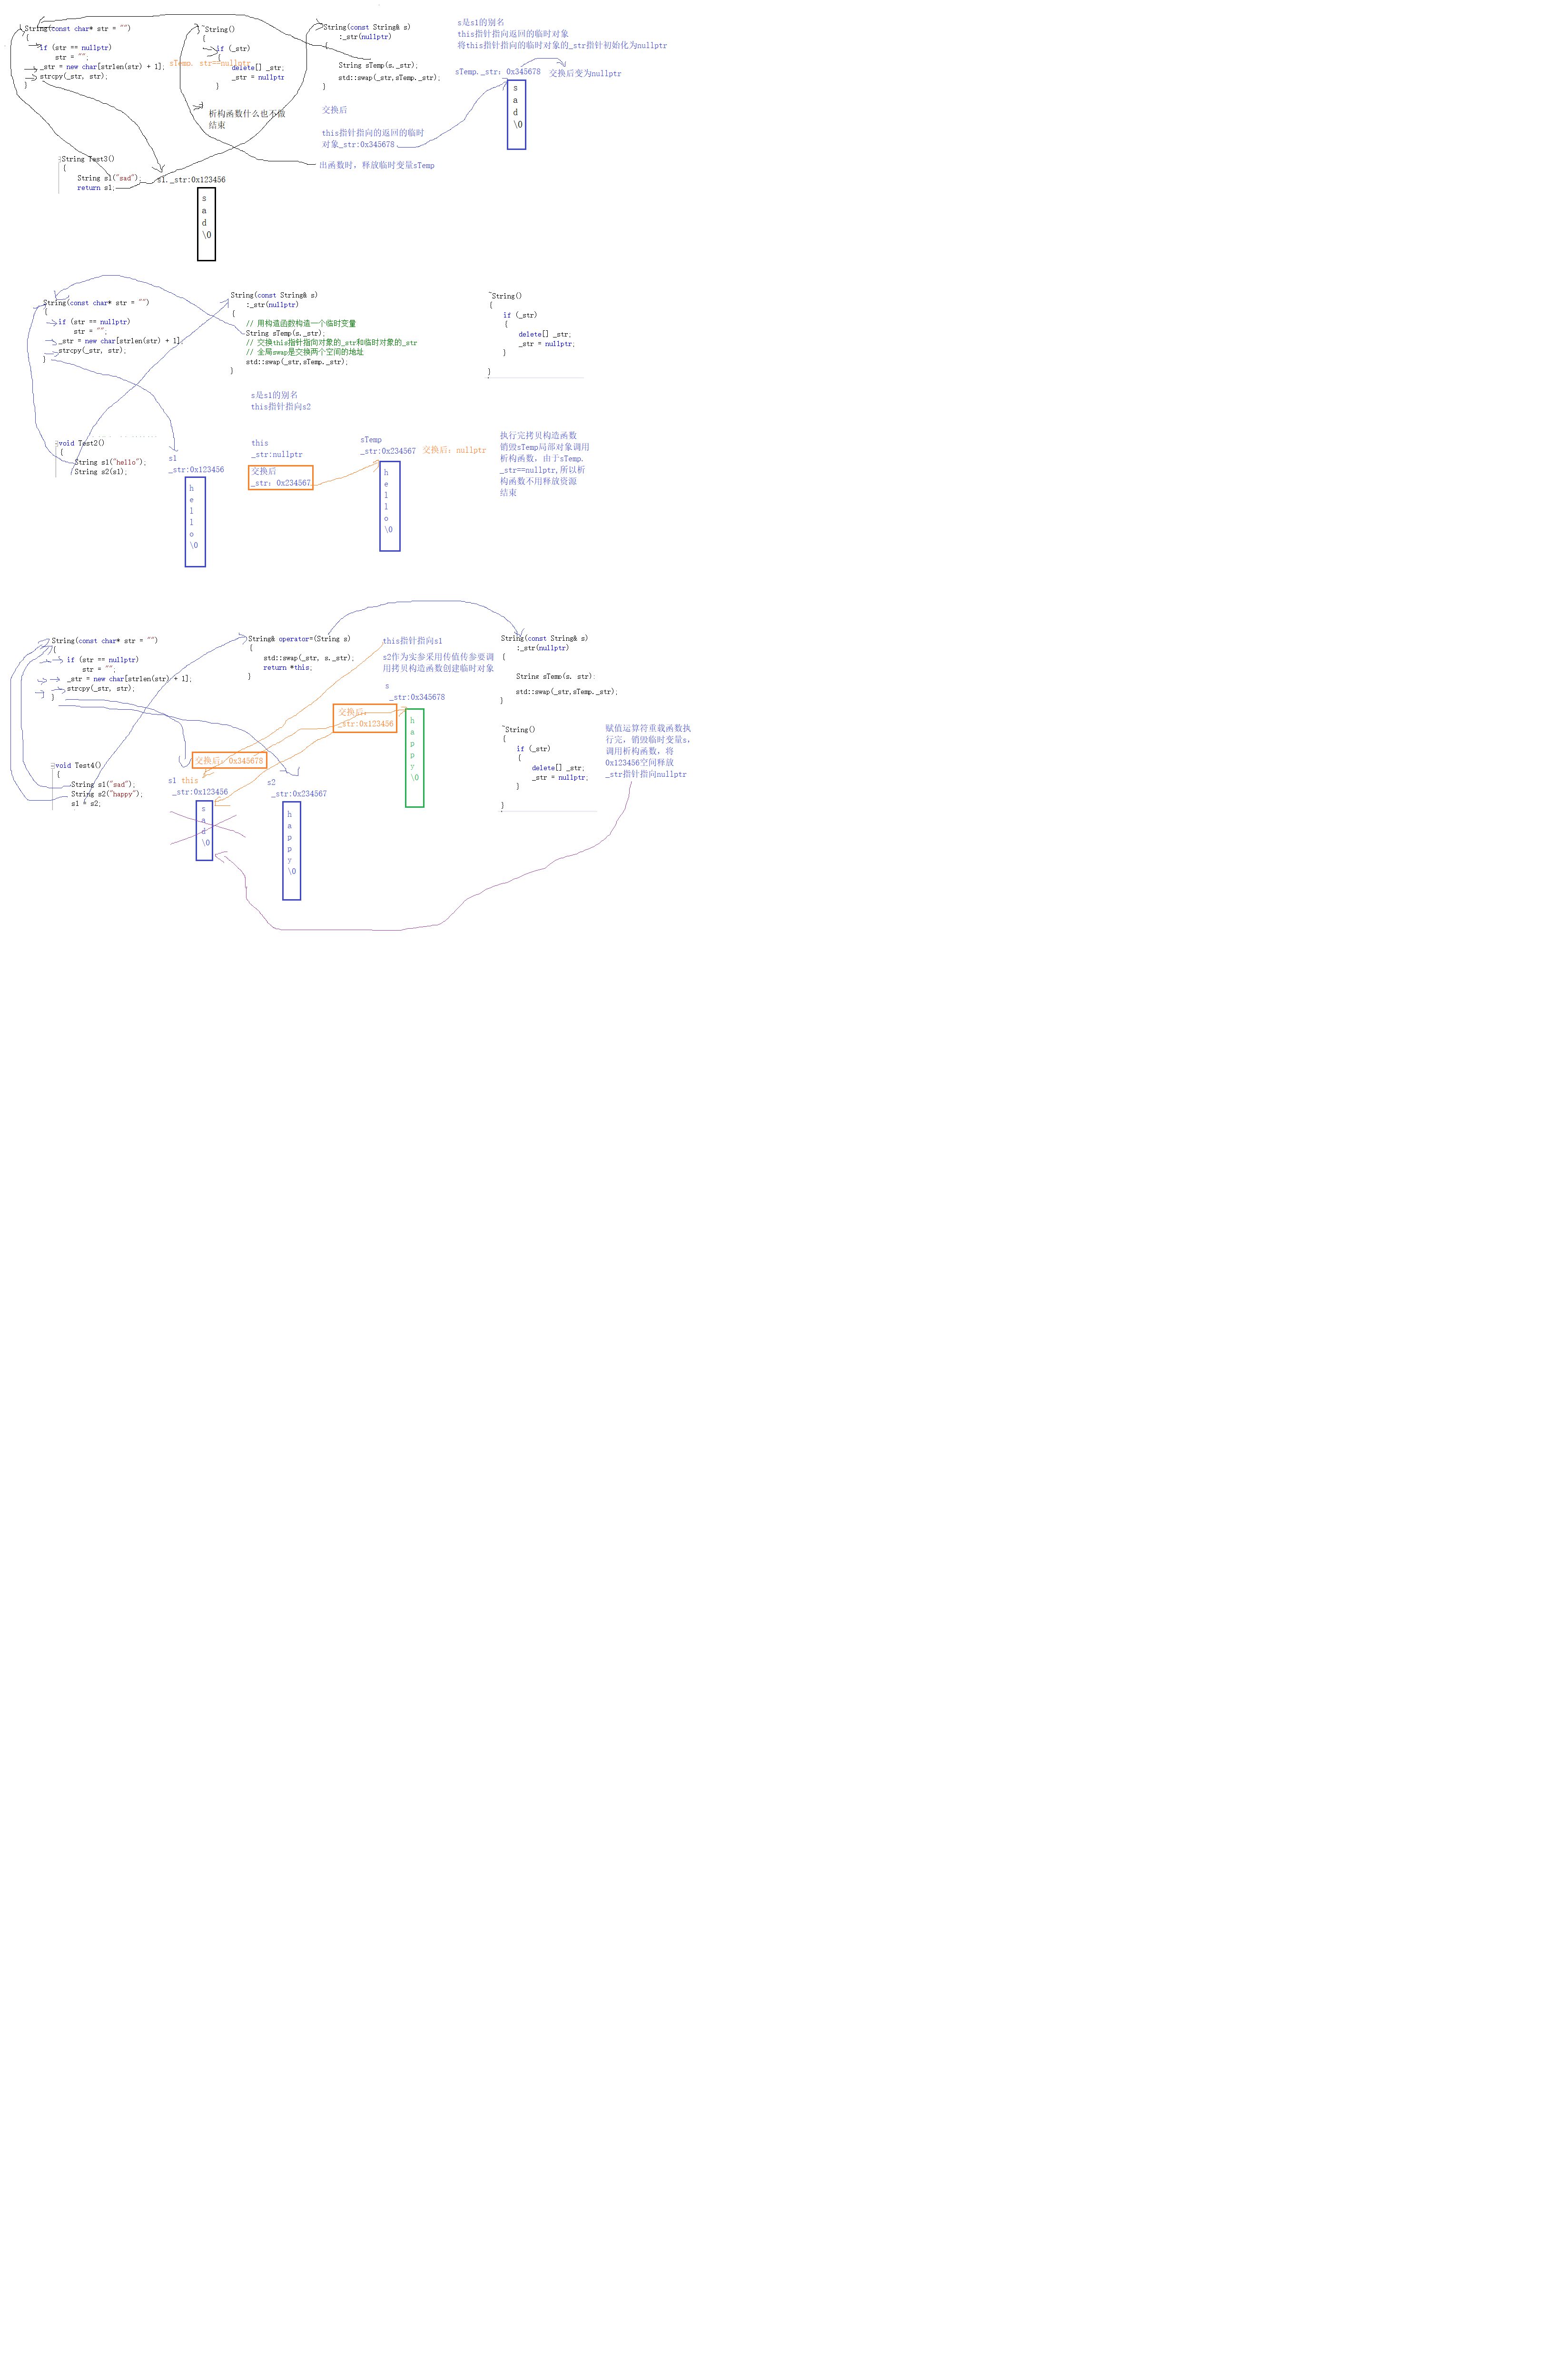 String(const char* str = "")
{
if (str == nullptr)
str = "";
_str = new char[strlen(str) + 1];
strcpy(_str, str);
}
~String()
{
if (_str)
{
delete[] _str;
_str = nullptr
}
}
sTemp._str==nullptr
析构函数什么也不做
结束
String(const String& s)
:_str(nullptr)
{
String sTemp(s._str);
std::swap(_str,sTemp._str);
}
s是s1的别名
this指针指向返回的临时对象
将this指针指向的临时对象的_str指针初始化为nullptr
sTemp._str：0x345678
交换后变为nullptr
s
a
d
\0
交换后
this指针指向的返回的临时
对象_str:0x345678
出函数时，释放临时变量sTemp
String Test3()
{
String s1("sad");
return s1;
s1._str:0x123456
s
a
d
\0
String(const char* str = "")
{
if (str == nullptr)
str = "";
_str = new char[strlen(str) + 1];
strcpy(_str, str);
}
String(const String& s)
:_str(nullptr)
{
// 用构造函数构造一个临时变量
String sTemp(s._str);
// 交换this指针指向对象的_str和临时对象的_str
// 全局swap是交换两个空间的地址
std::swap(_str,sTemp._str);
}
~String()
{
if (_str)
{
delete[] _str;
_str = nullptr;
}
}
s是s1的别名
this指针指向s2
void Test2()
{
String s1("hello");
String s2(s1);
s1
_str:0x123456
h
e
l
l
o
\0
this
_str:nullptr
交换后
_str：0x234567
sTemp
_str:0x234567
交换后：nullptr
h
e
l
l
o
\0
执行完拷贝构造函数
销毁sTemp局部对象调用
析构函数，由于sTemp.
_str==nullptr,所以析
构函数不用释放资源
结束
String(const char* str = "")
{
if (str == nullptr)
str = "";
_str = new char[strlen(str) + 1];
strcpy(_str, str);
}
String& operator=(String s)
{
std::swap(_str, s._str);
return *this;
}
this指针指向s1
s2作为实参采用传值传参要调
用拷贝构造函数创建临时对象
s
_str:0x345678
交换后：
_str:0x123456
h
a
p
p
y
\0
String(const String& s)
:_str(nullptr)
{
String sTemp(s._str);
std::swap(_str,sTemp._str);
}
~String()
{
if (_str)
{
delete[] _str;
_str = nullptr;
}
}
赋值运算符重载函数执
行完，销毁临时变量s，
调用析构函数，将
0x123456空间释放
_str指针指向nullptr
void Test4()
{
String s1("sad");
String s2("happy");
s1 = s2;
交换后：0x345678
s1 this
_str:0x123456
s
a
d
\0
s2
_str:0x234567
h
a
p
p
y
\0